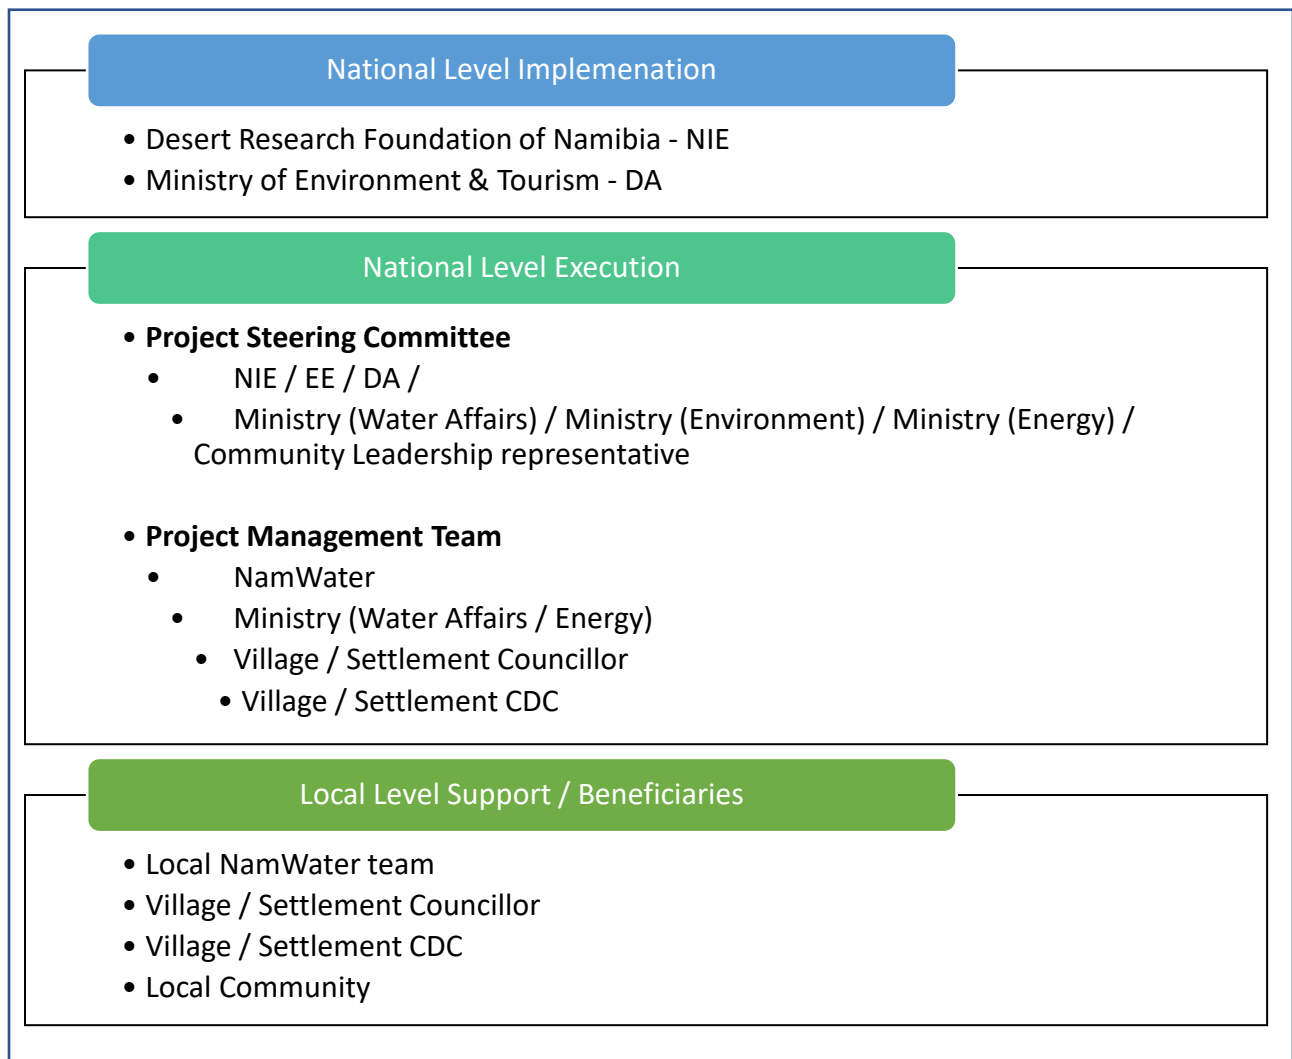 National Level Implemenation
• Desert Research Foundation of Namibia - NIE
• Ministry of Environment & Tourism - DA
National Level Execution
• Project Steering Committee
• NIE / EE / DA /
• Ministry (Water Affairs) / Ministry (Environment) / Ministry (Energy) /
Community Leadership representative
• Project Management Team
• NamWater
• Ministry (Water Affairs / Energy)
• Village / Settlement Councillor
• Village / Settlement CDC
Local Level Support / Beneficiaries
• Local NamWater team
• Village / Settlement Councillor
• Village / Settlement CDC
• Local Community